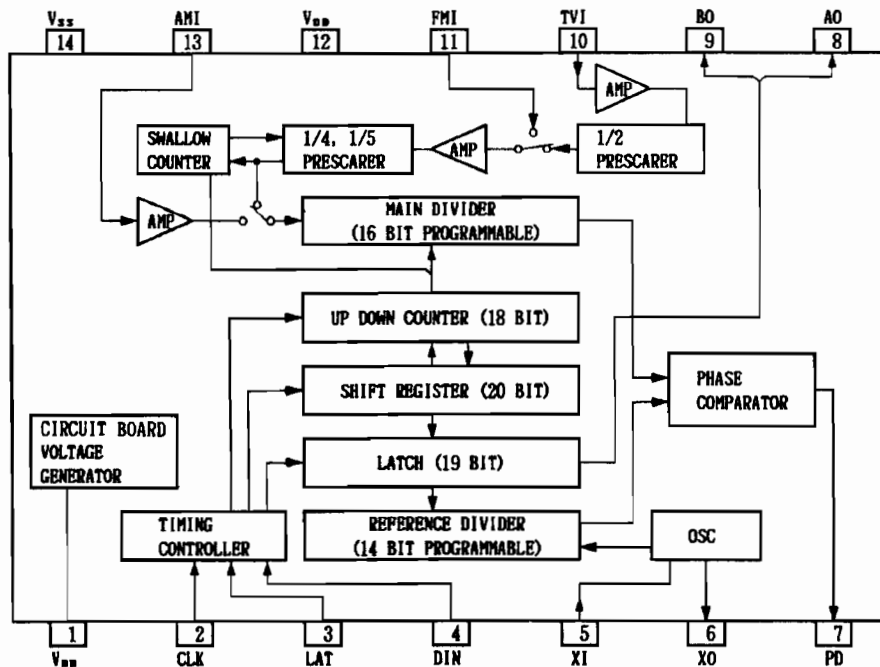 Vss AMI VDD FMI TVI BO AO
14 13 12 11 10 9 8
AMP
SWALLOW
COUNTER
1/4, 1/5
PRESCARER
AMP
1/2
PRESCARER
AMP
MAIN DIVIDER
(16 BIT PROGRAMMABLE)
UP DOWN COUNTER (18 BIT)
SHIFT REGISTER (20 BIT)
PHASE
COMPARATOR
CIRCUIT BOARD
VOLTAGE
GENERATOR
LATCH (19 BIT)
TIMING
CONTROLLER
REFERENCE DIVIDER
(14 BIT PROGRAMMABLE)
OSC
1 2 3 4 5 6 7
CLK LAT DIN XI XO PD